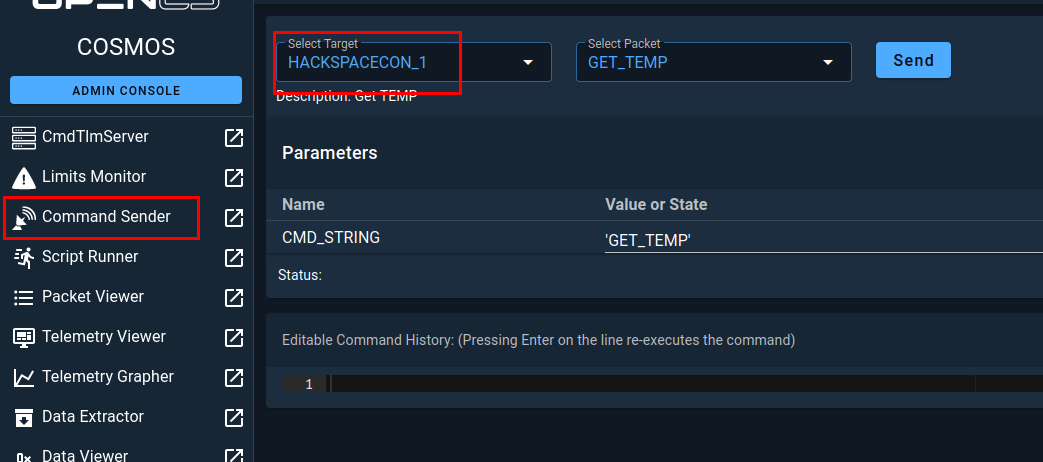 COSMOS
ADMIN CONSOLE
CmdTlmServer
Limits Monitor
Command Sender
Script Runner
Packet Viewer
Telemetry Viewer
Telemetry Grapher
Data Extractor
Data Viewer
Select Target
HACKSPACECON_1
Select Packet
GET_TEMP
Send
Description: Get TEMP
Parameters
Name Value or State
CMD_STRING 'GET_TEMP'
Status:
Editable Command History: (Pressing Enter on the line re-executes the command)
1